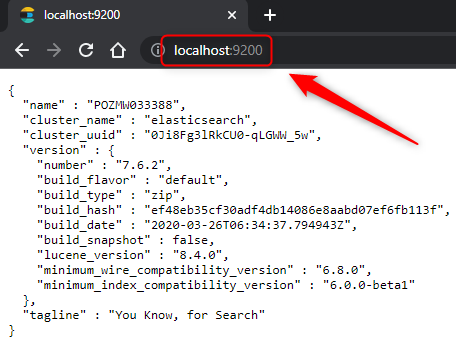 localhost:9200
localhost:9200
{
"name" : "POZMW033388",
"cluster_name" : "elasticsearch",
"cluster_uuid" : "0Ji8Fg3lRkCU0-qLGWW_5w",
"version" : {
"number" : "7.6.2",
"build_flavor" : "default",
"build_type" : "zip",
"build_hash" : "ef48eb35cf30adf4db14086e8aabd07ef6fb113f",
"build_date" : "2020-03-26T06:34:37.794943Z",
"build_snapshot" : false,
"lucene_version" : "8.4.0",
"minimum_wire_compatibility_version" : "6.8.0",
"minimum_index_compatibility_version" : "6.0.0-beta1"
},
"tagline" : "You Know, for Search"
}